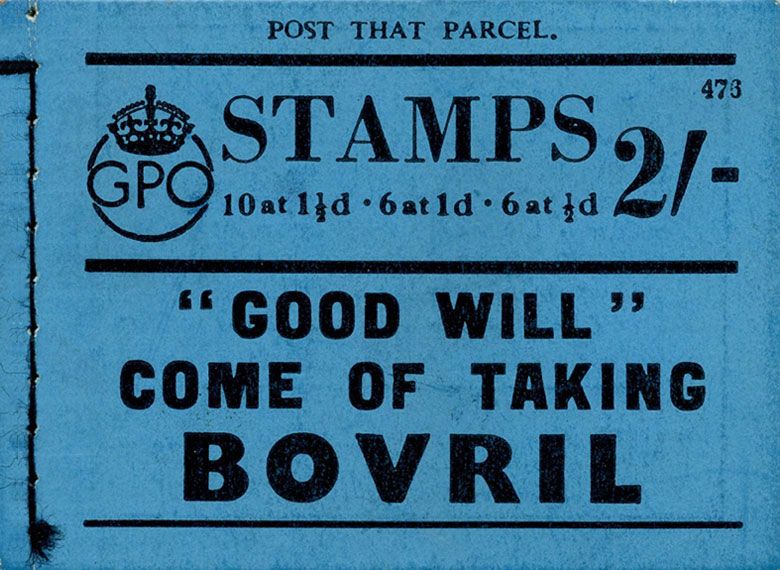 POST THAT PARCEL.
476
STAMPS 2/-
GPO
10 at 1½d · 6 at 1d · 6 at ½d
"GOOD WILL"
COME OF TAKING
BOVRIL